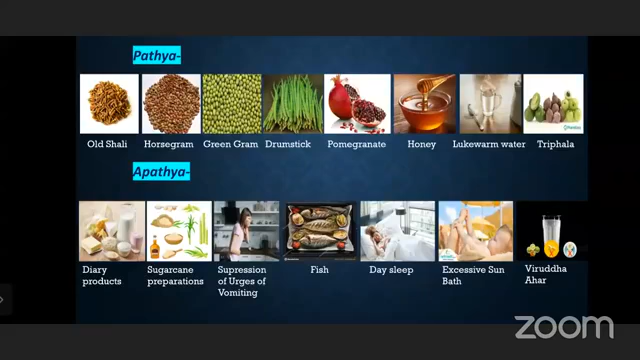 Pathya-
Old Shali Horsegram Green Gram Drumstick Pomegranate Honey Lukewarm water Triphala
Apathya-
Diary products
Sugarcane preparations
Supression of Urges of Vomiting
Fish
Day sleep
Excessive Sun Bath
Viruddha Ahar
zoom